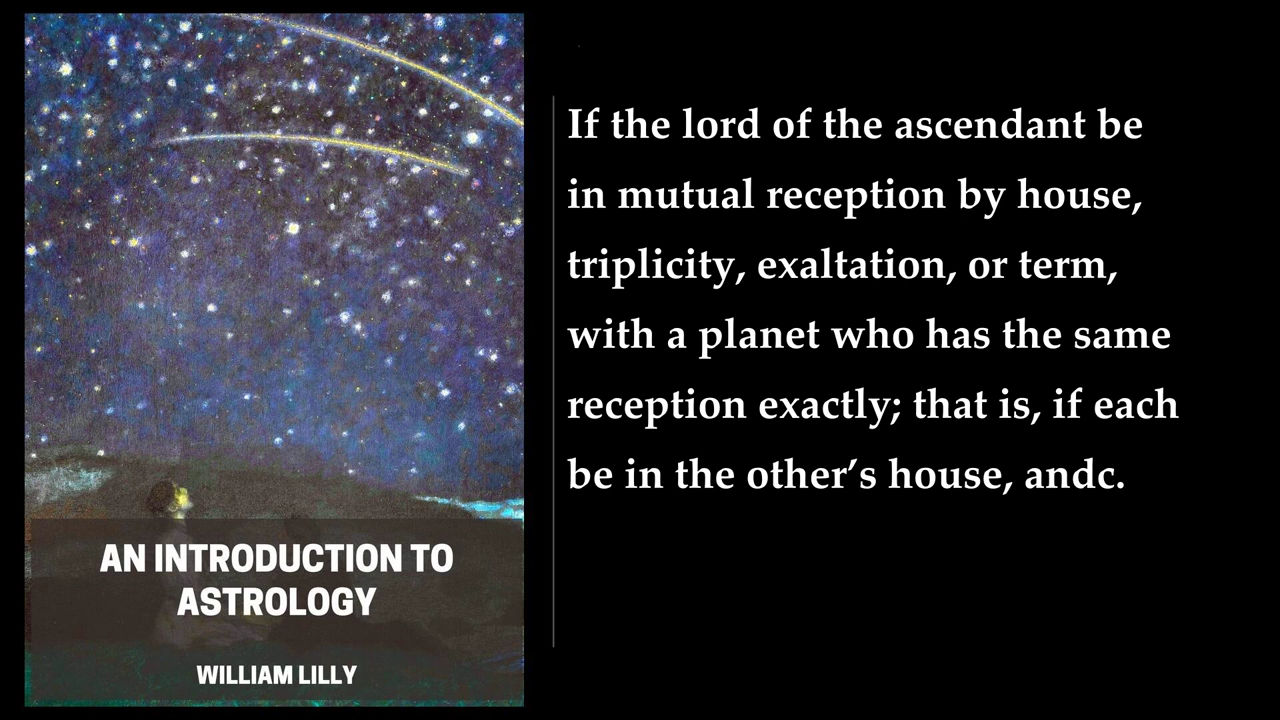 AN INTRODUCTION TO
ASTROLOGY
WILLIAM LILLY
If the lord of the ascendant be
in mutual reception by house,
triplicity, exaltation, or term,
with a planet who has the same
reception exactly; that is, if each
be in the other’s house, andc.